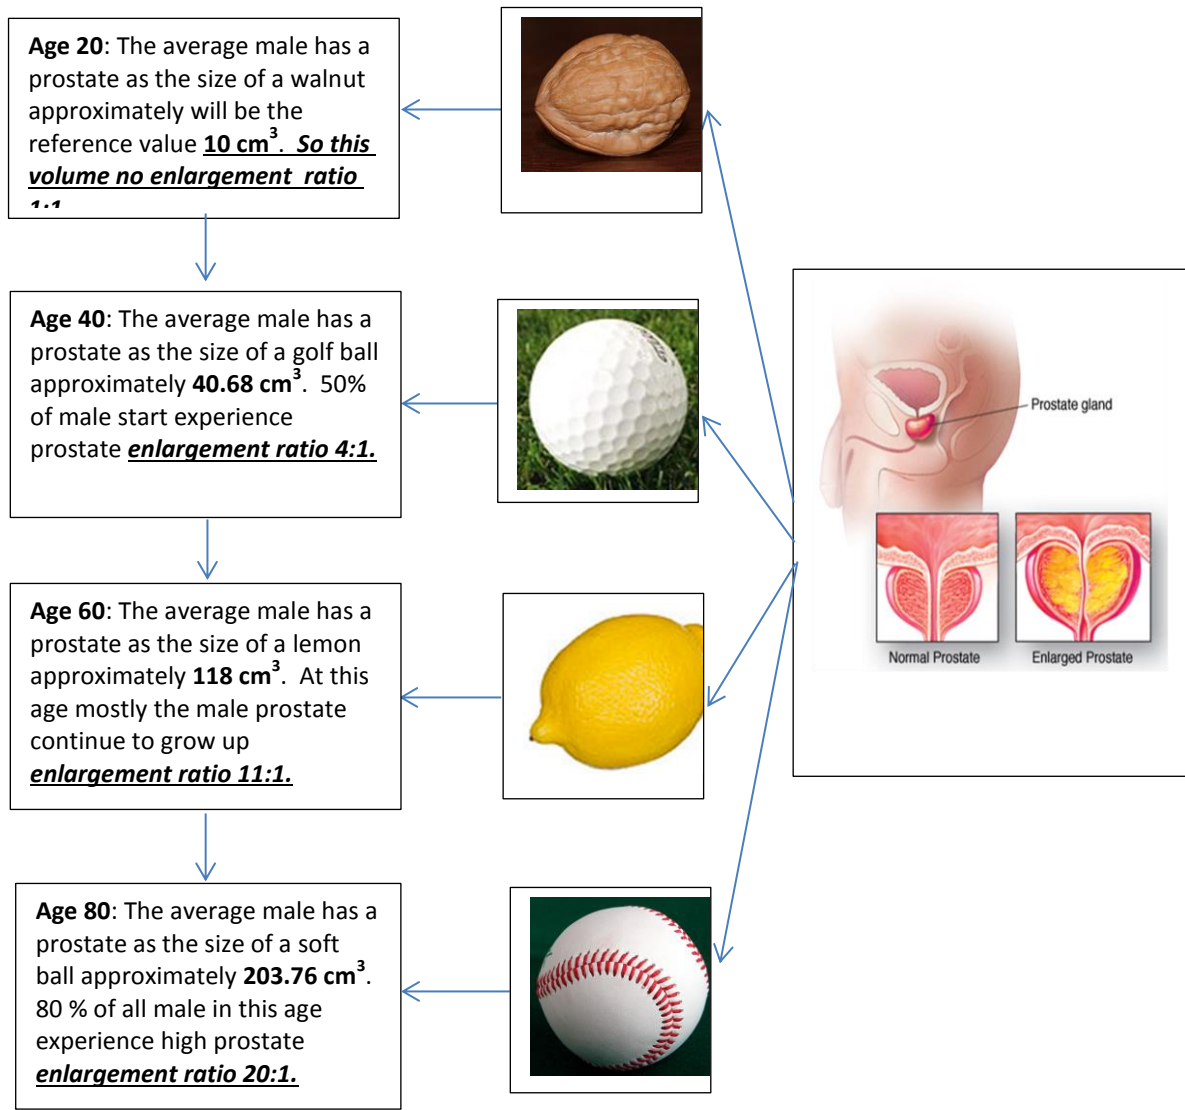 Age 20: The average male has a
prostate as the size of a walnut
approximately will be the
reference value 10 cm³. So this
volume no enlargement ratio
1:1
Age 40: The average male has a
prostate as the size of a golf ball
approximately 40.68 cm³. 50%
of male start experience
prostate enlargement ratio 4:1.
Age 60: The average male has a
prostate as the size of a lemon
approximately 118 cm³. At this
age mostly the male prostate
continue to grow up
enlargement ratio 11:1.
Age 80: The average male has a
prostate as the size of a soft
ball approximately 203.76 cm³.
80 % of all male in this age
experience high prostate
enlargement ratio 20:1.
Prostate gland
Normal Prostate
Enlarged Prostate